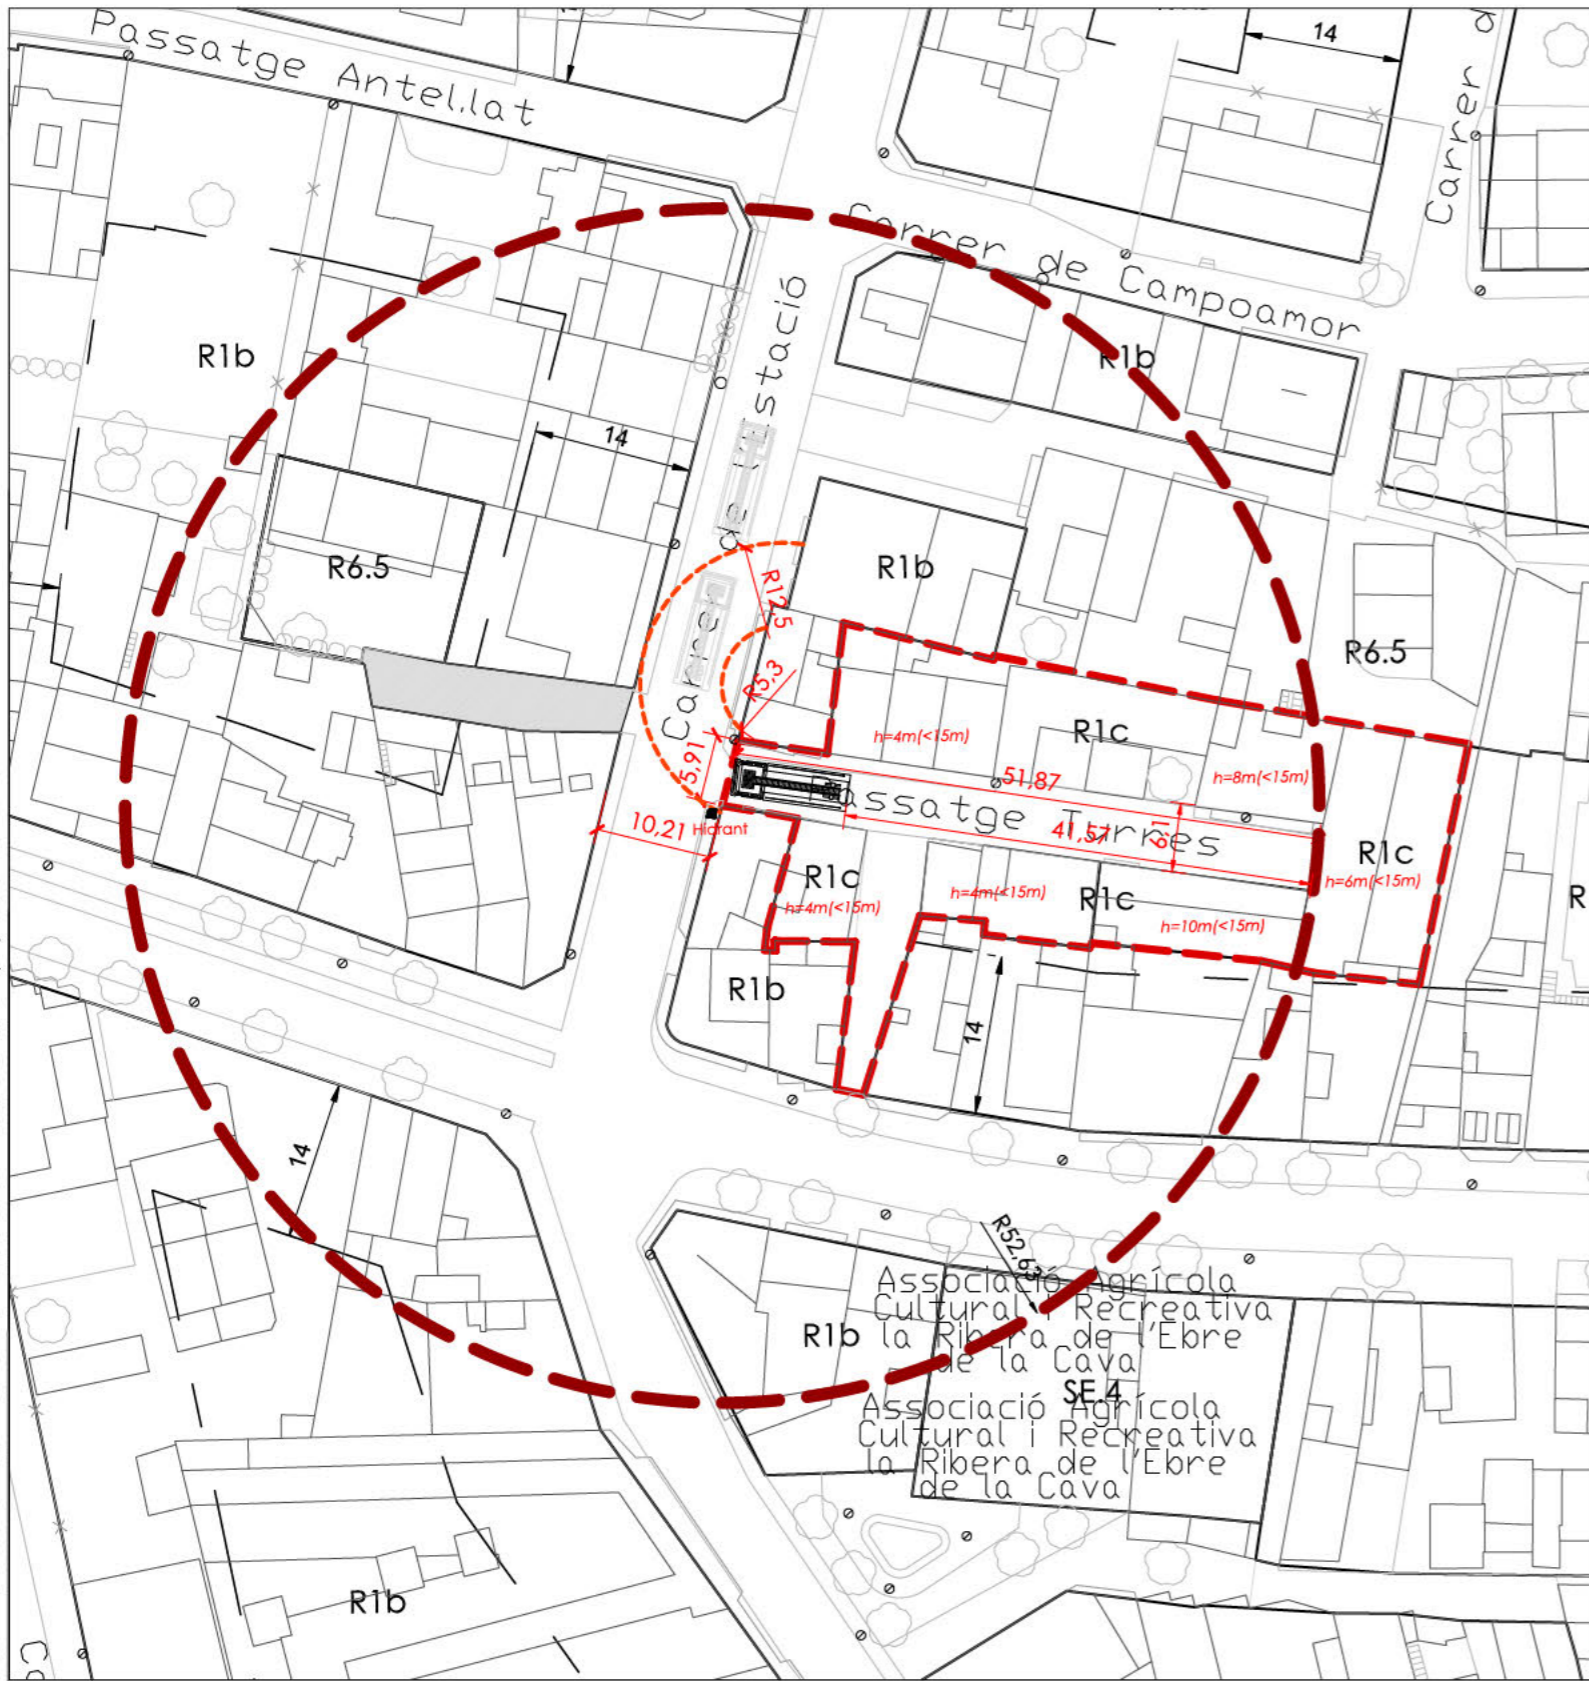 14
Passatge Antel.lat
Carrer d
Carrer de Campoamor
R1b
R1b
Carrer de l'Estació
14
R6.5
R1b
R12,5
R6.5
R5,3
R1c
h=4m(<15m)
h=8m(<15m)
5,91
51,87
Passatge Turres
10,21
Hidrant
41,57
6,1
R1c
h=6m(<15m)
R1c
h=4m(<15m)
h=4m(<15m)
R1c
h=10m(<15m)
R
R1b
14
14
R52,63
Associació Agrícola
Cultural i Recreativa
la Ribera de l'Ebre
de la Cava
R1b
SE.4
Associació Agrícola
Cultural i Recreativa
la Ribera de l'Ebre
de la Cava
R1b